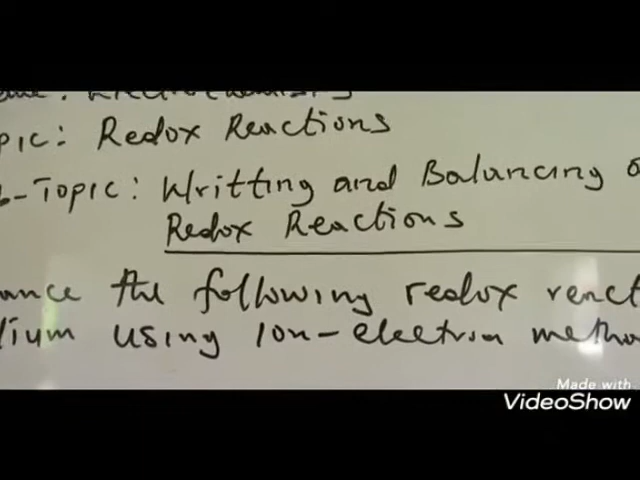 pic: Redox Reactions
b-Topic: Writting and Balancing o
Redox Reactions
ance the following redox react
dium using Ion-electron metho
Made with
VideoShow